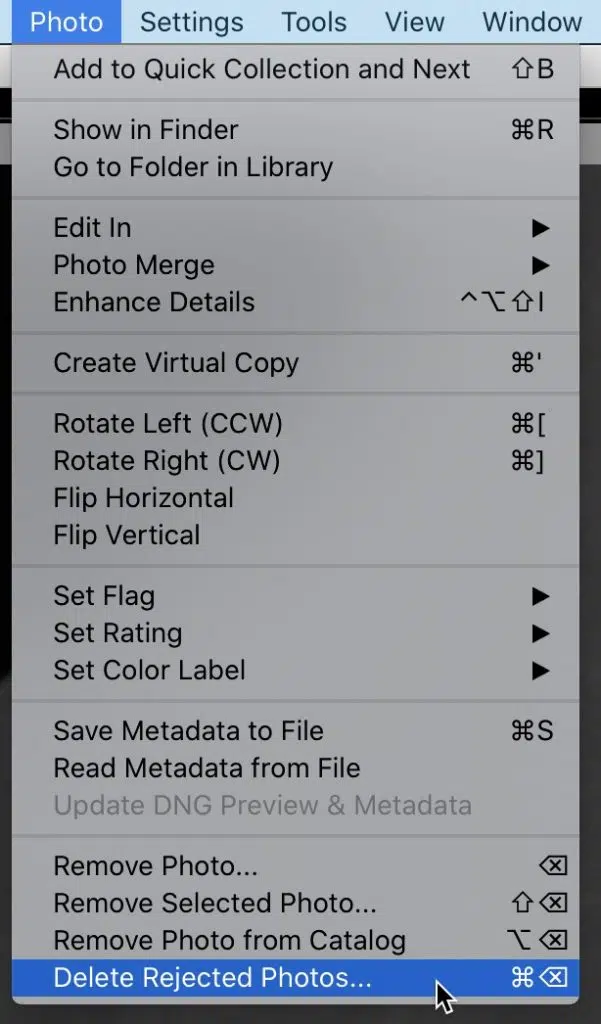 Photo Settings Tools View Window
Add to Quick Collection and Next ⇧B
Show in Finder ⌘R
Go to Folder in Library
Edit In ▶
Photo Merge ▶
Enhance Details ^⌥⇧I
Create Virtual Copy ⌘'
Rotate Left (CCW) ⌘[
Rotate Right (CW) ⌘]
Flip Horizontal
Flip Vertical
Set Flag ▶
Set Rating ▶
Set Color Label ▶
Save Metadata to File ⌘S
Read Metadata from File
Update DNG Preview & Metadata
Remove Photo... ⌫
Remove Selected Photo... ⇧⌫
Remove Photo from Catalog ⌥⌫
Delete Rejected Photos... ⌘⌫